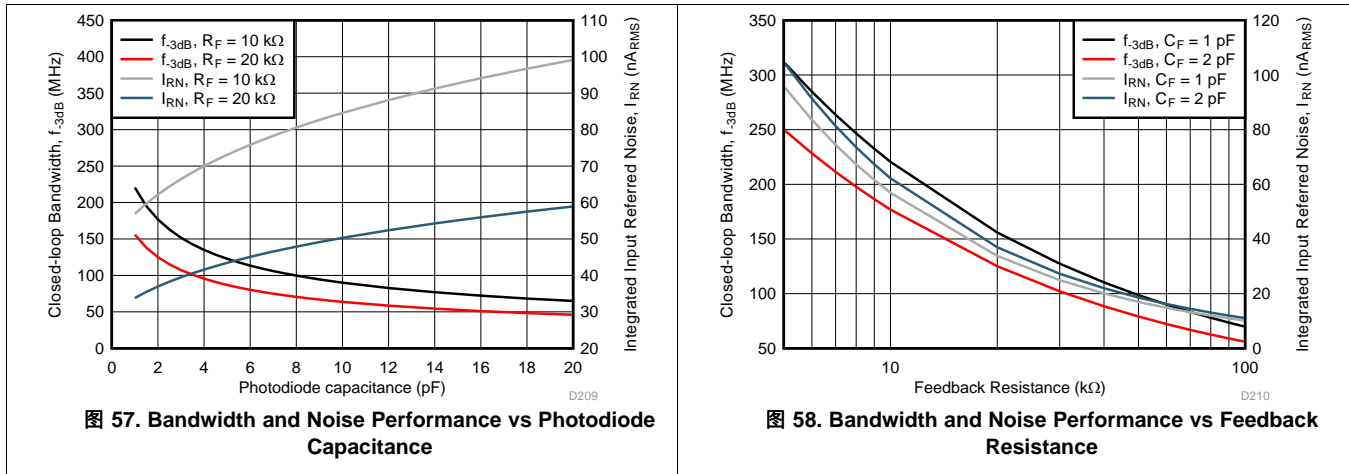 450
400
350
300
250
200
150
100
50
0
Closed-loop Bandwidth, f-3dB (MHz)
f-3dB, RF = 10 kΩ
f-3dB, RF = 20 kΩ
IRN, RF = 10 kΩ
IRN, RF = 20 kΩ
110
100
90
80
70
60
50
40
30
20
Integrated Input Referred Noise, IRN (nARMS)
0 2 4 6 8 10 12 14 16 18 20
Photodiode capacitance (pF)
D209
图 57. Bandwidth and Noise Performance vs Photodiode
Capacitance
350
300
250
200
150
100
50
Closed-loop Bandwidth, f-3dB (MHz)
f-3dB, CF = 1 pF
f-3dB, CF = 2 pF
IRN, CF = 1 pF
IRN, CF = 2 pF
120
100
80
60
40
20
0
Integrated Input Referred Noise, IRN (nARMS)
10 100
Feedback Resistance (kΩ)
D210
图 58. Bandwidth and Noise Performance vs Feedback
Resistance